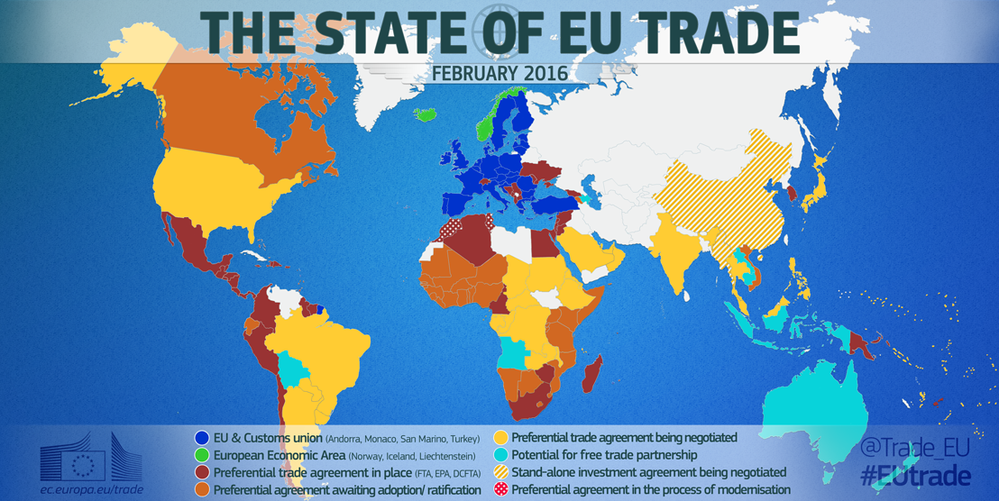 THE STATE OF EU TRADE
FEBRUARY 2016
EU & Customs union (Andorra, Monaco, San Marino, Turkey)
European Economic Area (Norway, Iceland, Liechtenstein)
Preferential trade agreement in place (FTA, EPA, DCFTA)
Preferential agreement awaiting adoption/ ratification
Preferential trade agreement being negotiated
Potential for free trade partnership
Stand-alone investment agreement being negotiated
Preferential agreement in the process of modernisation
ec.europa.eu/trade
@Trade_EU
#EUtrade